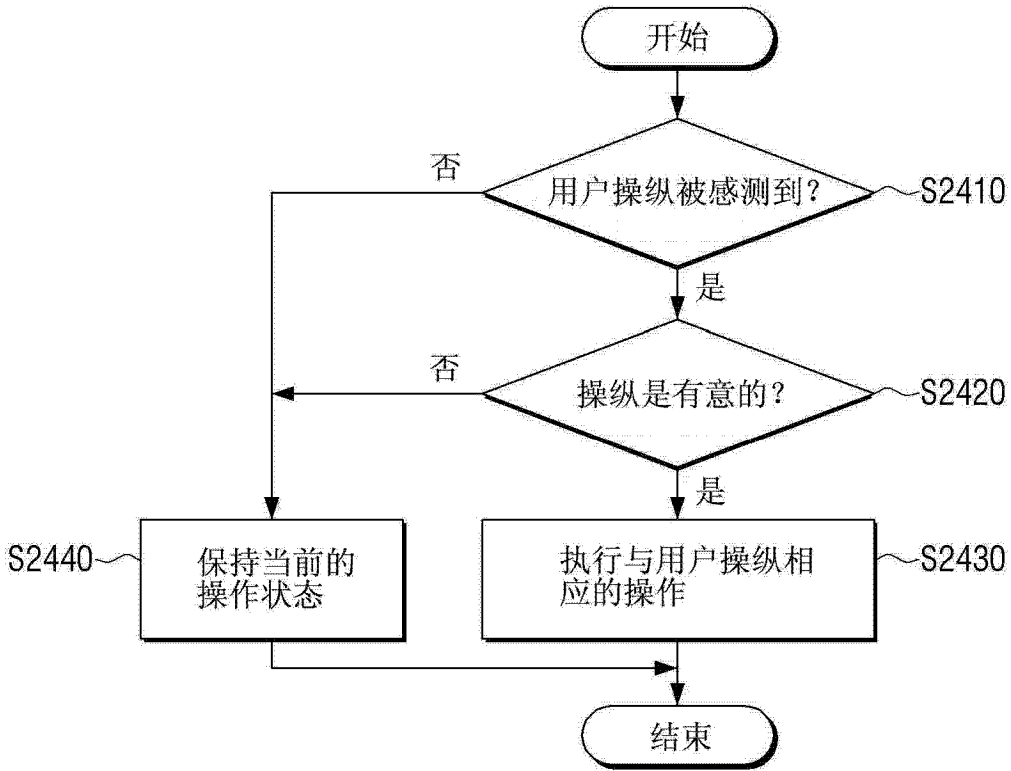 开始
用户操纵被感测到？
S2410
否
是
操纵是有意的？
S2420
否
是
S2440
保持当前的
操作状态
执行与用户操纵相
应的操作
S2430
结束